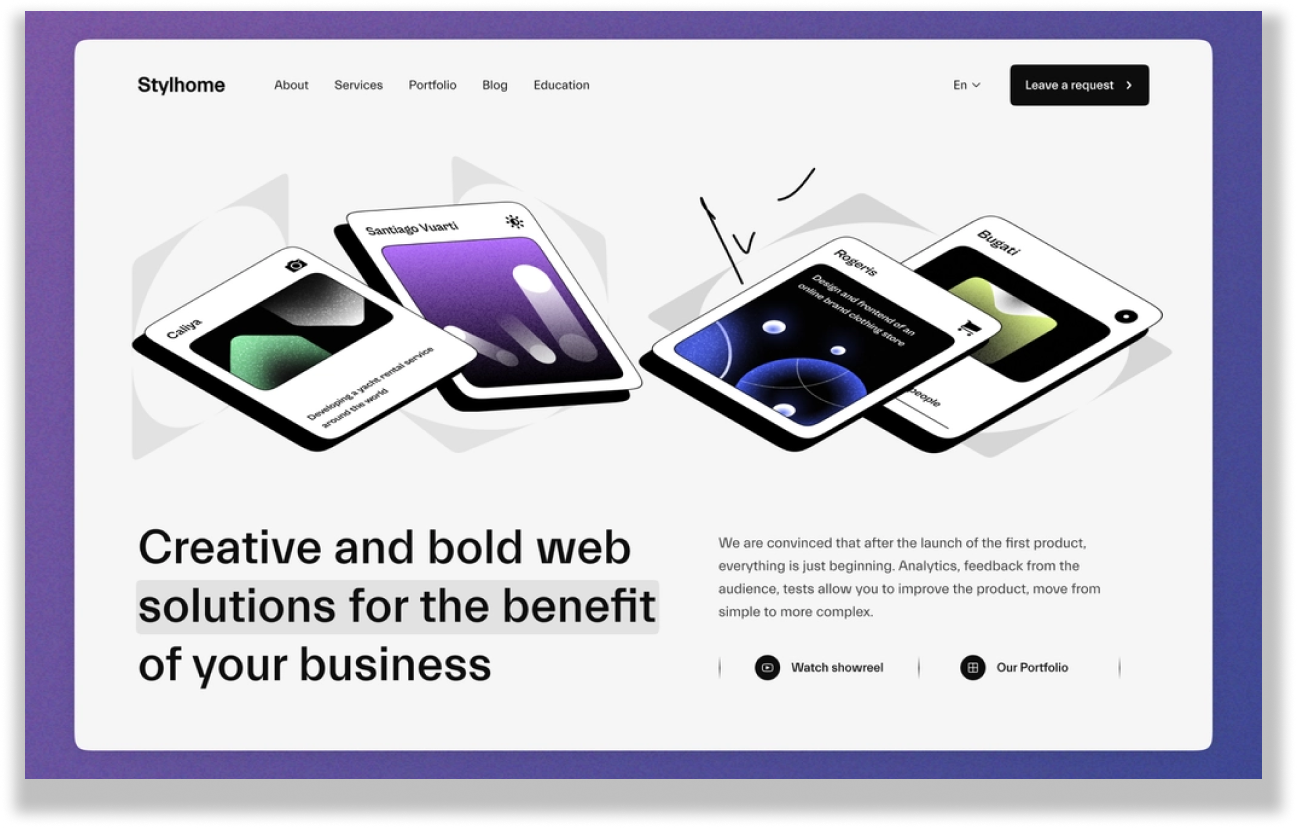 Stylhome
About
Services
Portfolio
Blog
Education
En
Leave a request
Santiago Vuarti
Caliya
Developing a yacht rental service
around the world
Rogeris
Design and frontend of an
online brand clothing store
Bugati
people
Creative and bold web
solutions for the benefit
of your business
We are convinced that after the launch of the first product,
everything is just beginning. Analytics, feedback from the
audience, tests allow you to improve the product, move from
simple to more complex.
Watch showreel
Our Portfolio